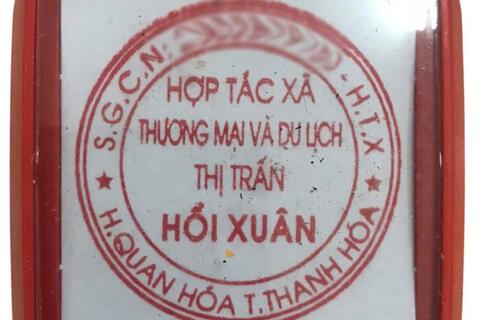 S.G.C.N:
- H.T.X
HỢP TÁC XÃ
THƯƠNG MẠI VÀ DU LỊCH
THỊ TRẤN
HỒI XUÂN
★ H.QUAN HÓA T.THANH HÓA ★